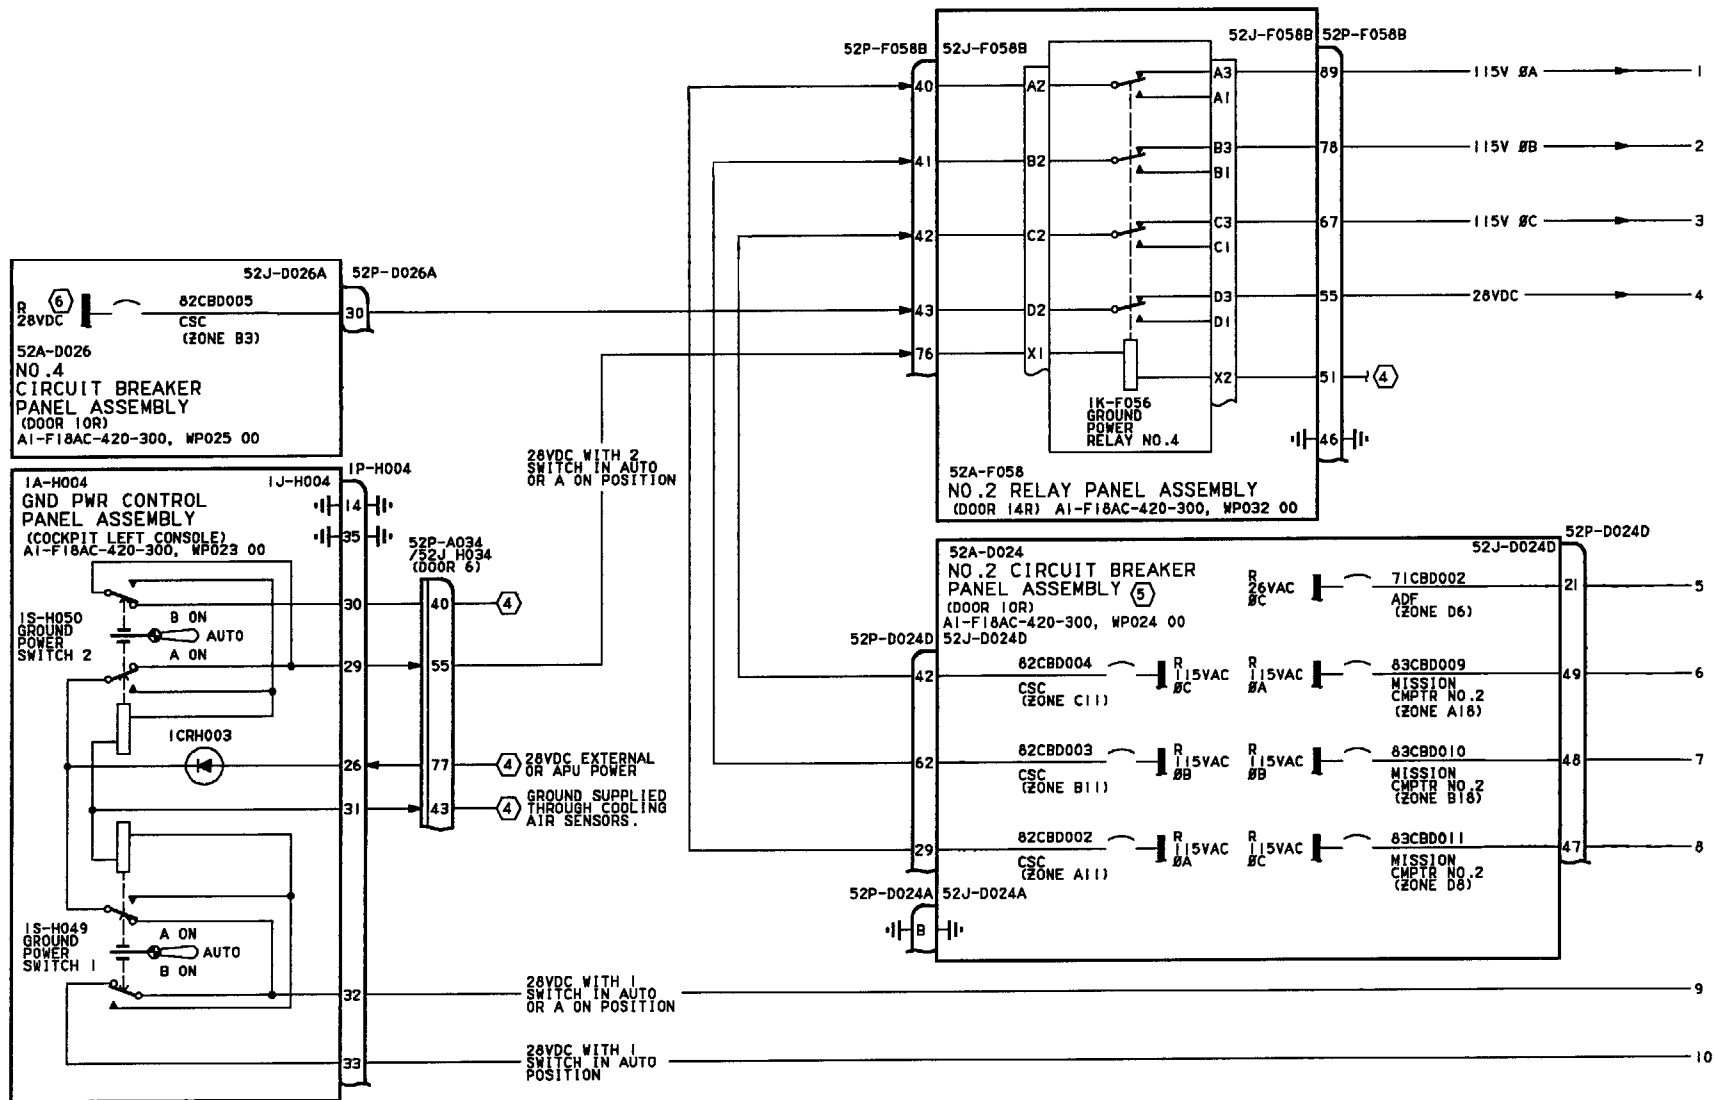 52P-F058B
52J-F058B
52J-F058B
52P-F058B
40
A2
A3
89
115V ØA
1
A1
41
B2
B3
78
115V ØB
2
B1
42
C2
C3
67
115V ØC
3
C1
43
D2
D3
55
28VDC
4
D1
76
X1
X2
51
4
1K-F056
GROUND
POWER
RELAY NO.4
46
52A-F058
NO.2 RELAY PANEL ASSEMBLY
(DOOR 14R) A1-F18AC-420-300, WP032 00
52J-D026A
52P-D026A
R
28VDC
6
82CBD005
CSC
(ZONE B3)
30
52A-D026
NO.4
CIRCUIT BREAKER
PANEL ASSEMBLY
(DOOR 10R)
A1-F18AC-420-300, WP025 00
28VDC WITH 2
SWITCH IN AUTO
OR A ON POSITION
1A-H004
1J-H004
1P-H004
GND PWR CONTROL
PANEL ASSEMBLY
(COCKPIT LEFT CONSOLE)
A1-F18AC-420-300, WP023 00
14
35
52P-A034
/52J H034
(DOOR 6)
30
40
4
1S-H050
GROUND
POWER
SWITCH 2
B ON
AUTO
A ON
29
55
1CRH003
26
77
4
28VDC EXTERNAL
OR APU POWER
31
43
4
GROUND SUPPLIED
THROUGH COOLING
AIR SENSORS.
1S-H049
GROUND
POWER
SWITCH 1
A ON
AUTO
B ON
32
28VDC WITH 1
SWITCH IN AUTO
OR A ON POSITION
9
33
28VDC WITH 1
SWITCH IN AUTO
POSITION
10
52A-D024
NO.2 CIRCUIT BREAKER
PANEL ASSEMBLY
5
(DOOR 10R)
A1-F18AC-420-300, WP024 00
52J-D024D
52P-D024D
R
26VAC
ØC
71CBD002
ADF
(ZONE D6)
21
5
52P-D024D
52J-D024D
42
82CBD004
CSC
(ZONE C11)
R
115VAC
ØC
R
115VAC
ØA
83CBD009
MISSION
CMPTR NO.2
(ZONE A18)
49
6
62
82CBD003
CSC
(ZONE B11)
R
115VAC
ØB
R
115VAC
ØB
83CBD010
MISSION
CMPTR NO.2
(ZONE B18)
48
7
29
82CBD002
CSC
(ZONE A11)
R
115VAC
ØA
R
115VAC
ØC
83CBD011
MISSION
CMPTR NO.2
(ZONE D8)
47
8
52P-D024A
52J-D024A
B